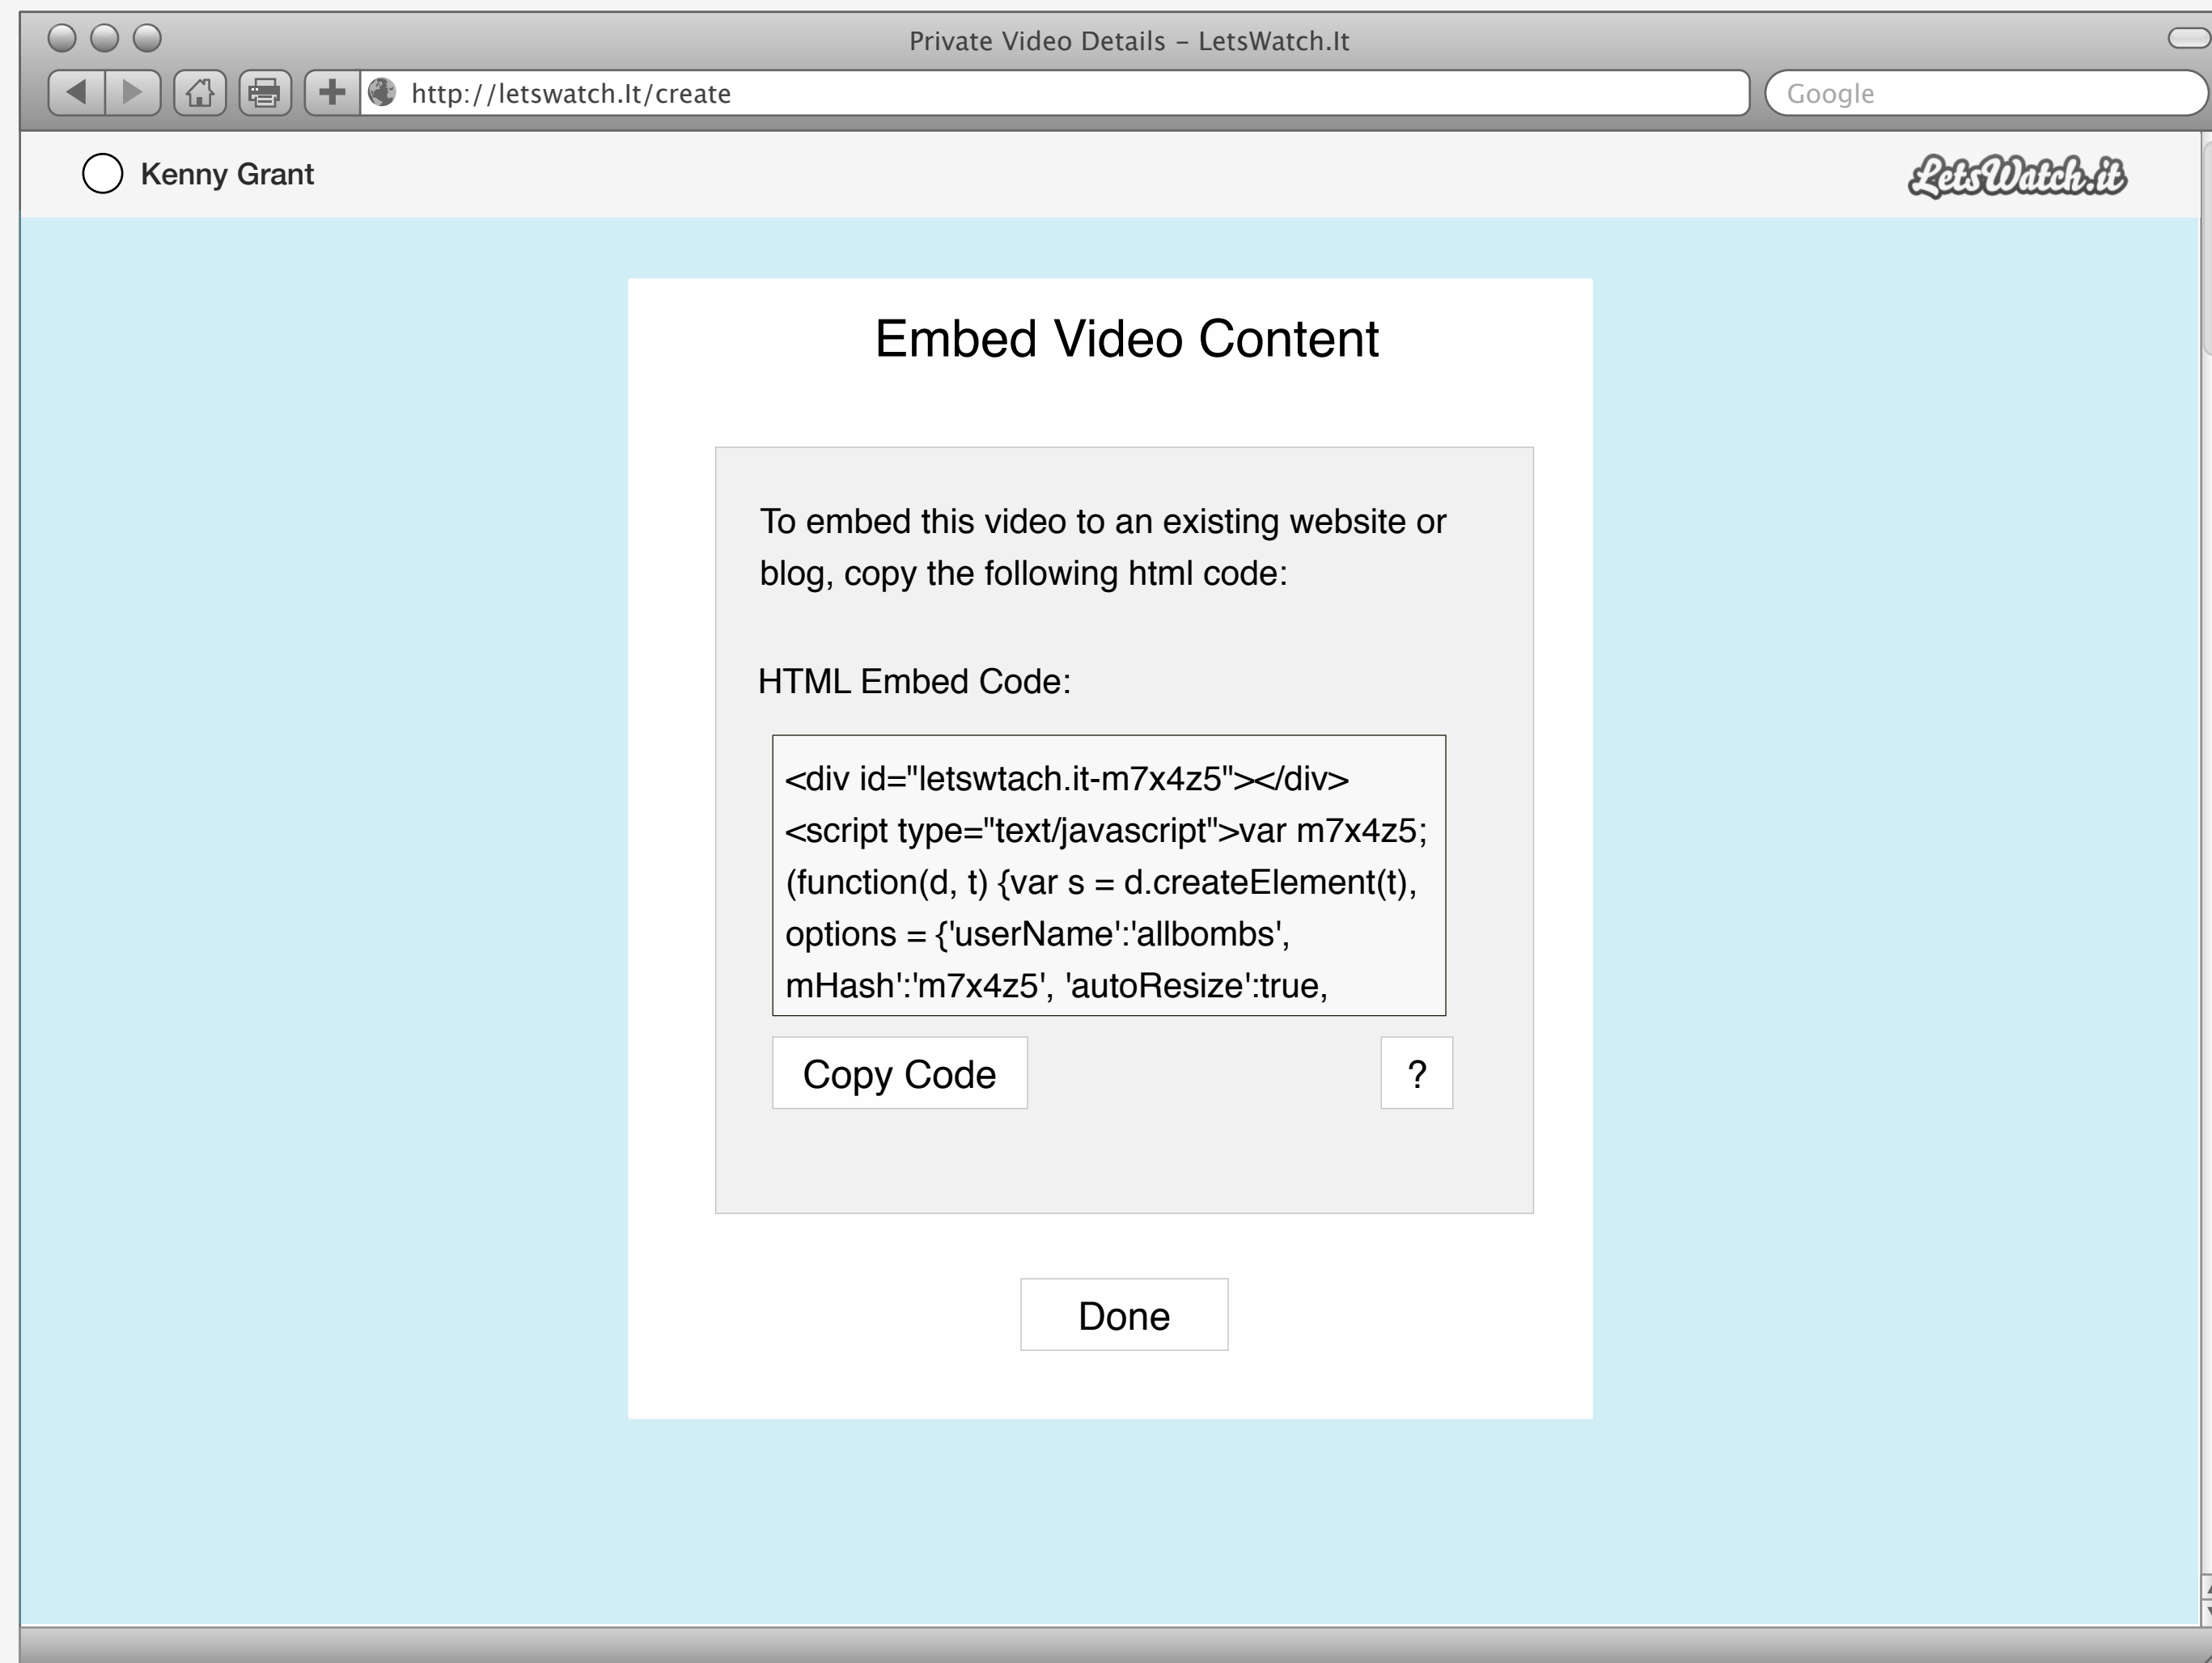 Private Video Details – LetsWatch.It
http://letswatch.It/create
Google
Kenny Grant
LetsWatch.it
Embed Video Content
To embed this video to an existing website or
blog, copy the following html code:
HTML Embed Code:
<div id="letswtach.it-m7x4z5"></div>
<script type="text/javascript">var m7x4z5;
(function(d, t) {var s = d.createElement(t),
options = {'userName':'allbombs',
mHash':'m7x4z5', 'autoResize':true,
Copy Code
?
Done